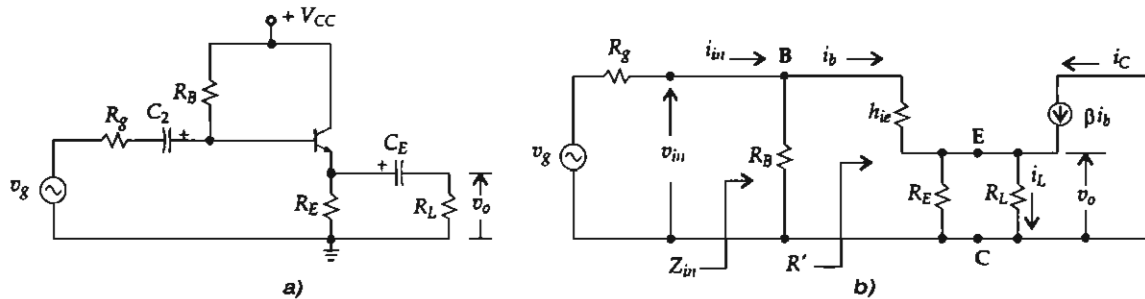 + V_CC
R_B
R_g
C_2
+
v_g
C_E
+
R_E
R_L
v_o
a)
R_g
i_in
B
i_b
i_C
h_ie
βi_b
v_g
v_in
R_B
E
R_E
R_L
i_L
v_o
Z_in
R′
C
b)